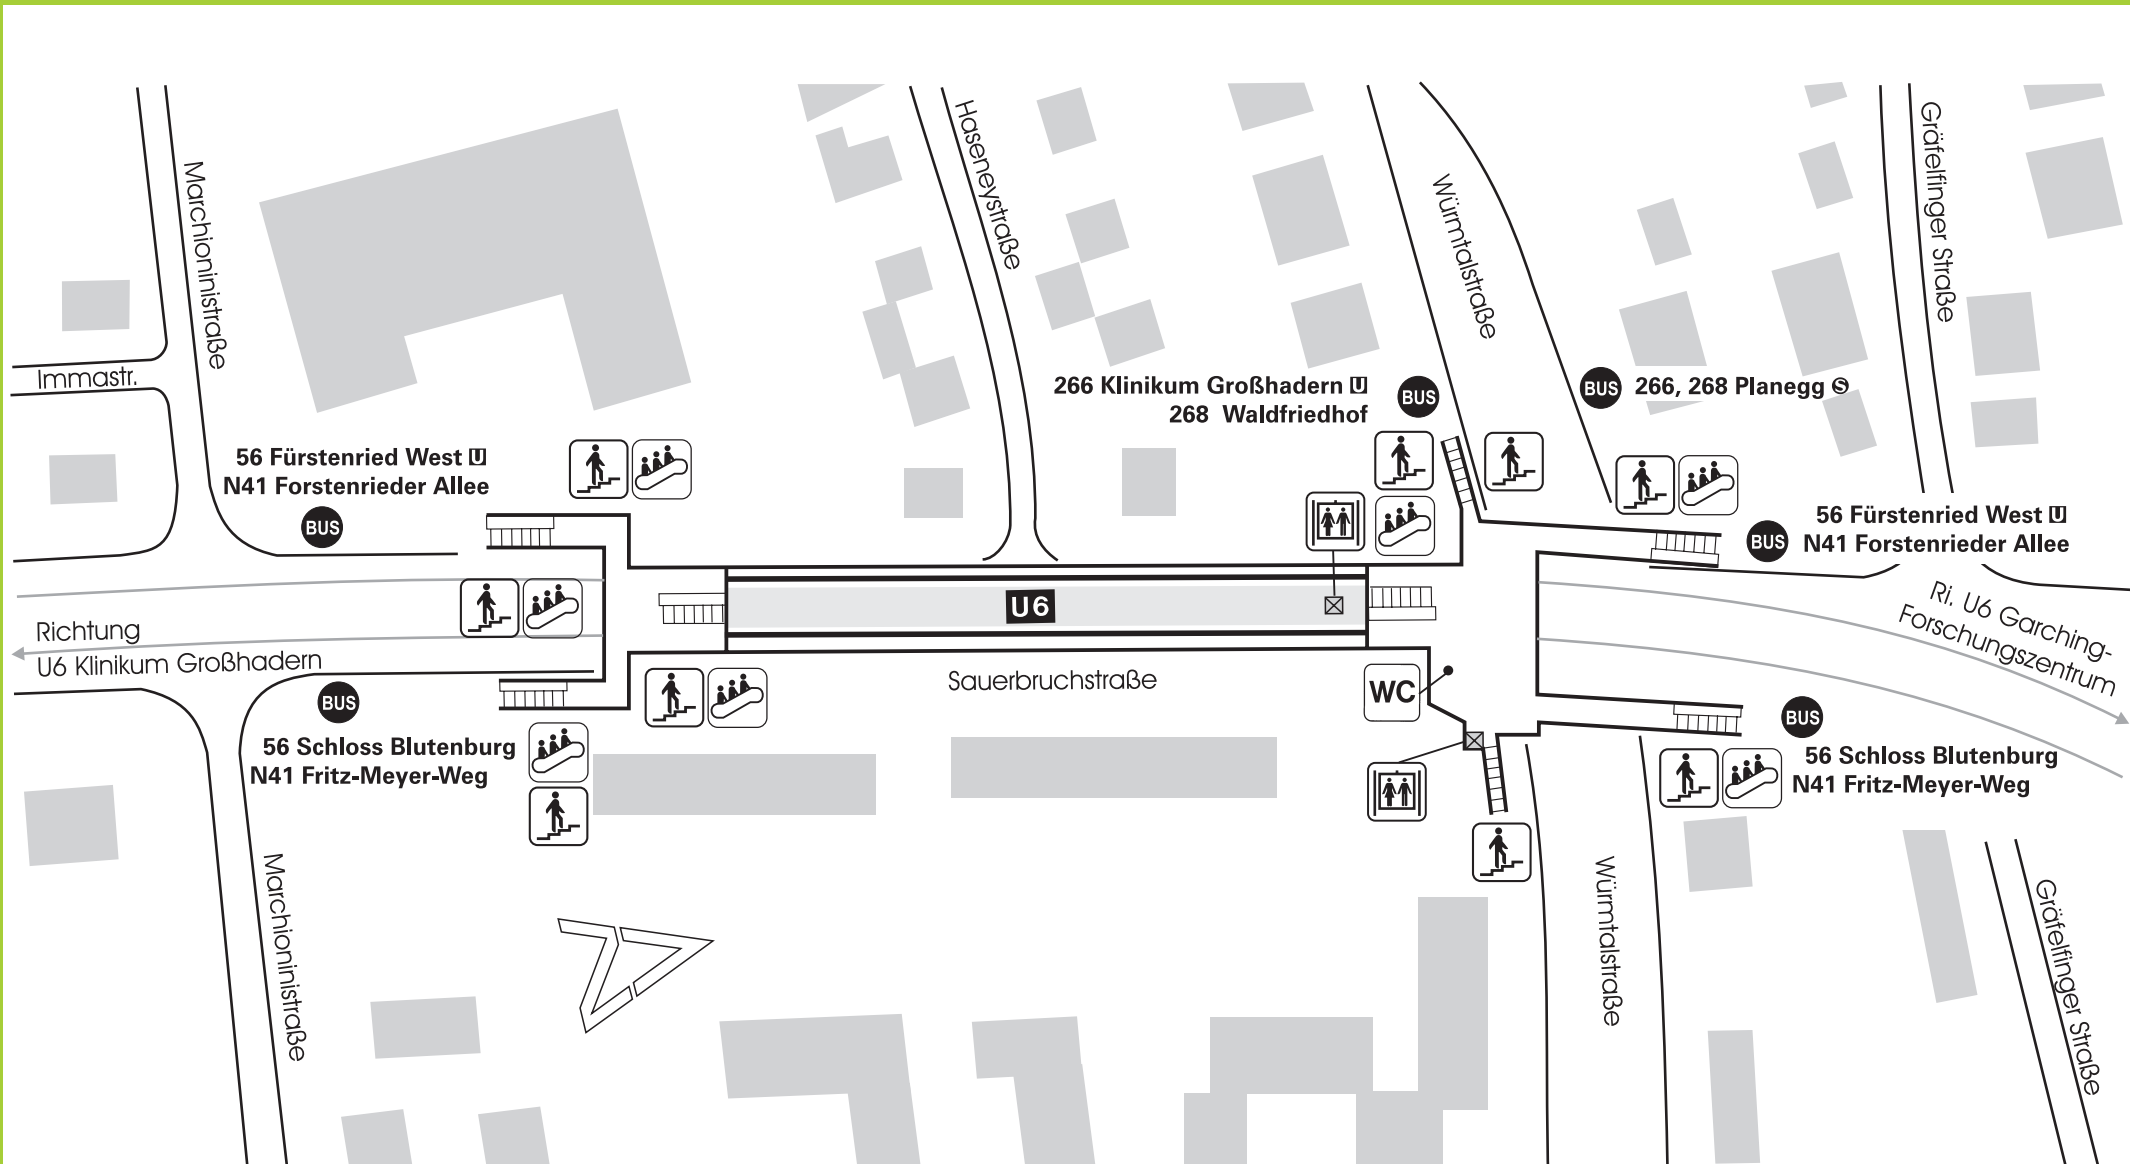 Marchioninistraße
Haseneystraße
Würmtalstraße
Gräfelfinger Straße
Immastr.
266 Klinikum Großhadern U
268 Waldfriedhof
BUS
BUS
266, 268 Planegg S
56 Fürstenried West U
N41 Forstenrieder Allee
BUS
BUS
56 Fürstenried West U
N41 Forstenrieder Allee
U6
Richtung
U6 Klinikum Großhadern
Ri. U6 Garching-
Forschungszentrum
Sauerbruchstraße
WC
BUS
56 Schloss Blutenburg
N41 Fritz-Meyer-Weg
BUS
56 Schloss Blutenburg
N41 Fritz-Meyer-Weg
Marchioninistraße
Würmtalstraße
Gräfelfinger Straße